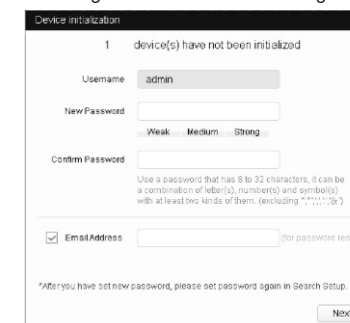 Device initialization
1 device(s) have not been initialized
Username admin
New Password
Weak Medium Strong
Confirm Password
Use a password that has 8 to 32 characters, it can be
a combination of letter(s), number(s) and symbol(s)
with at least two kinds of them. (excluding
Email Address (for password res
*After you have set new password, please set password again in Search Setup.
Nex